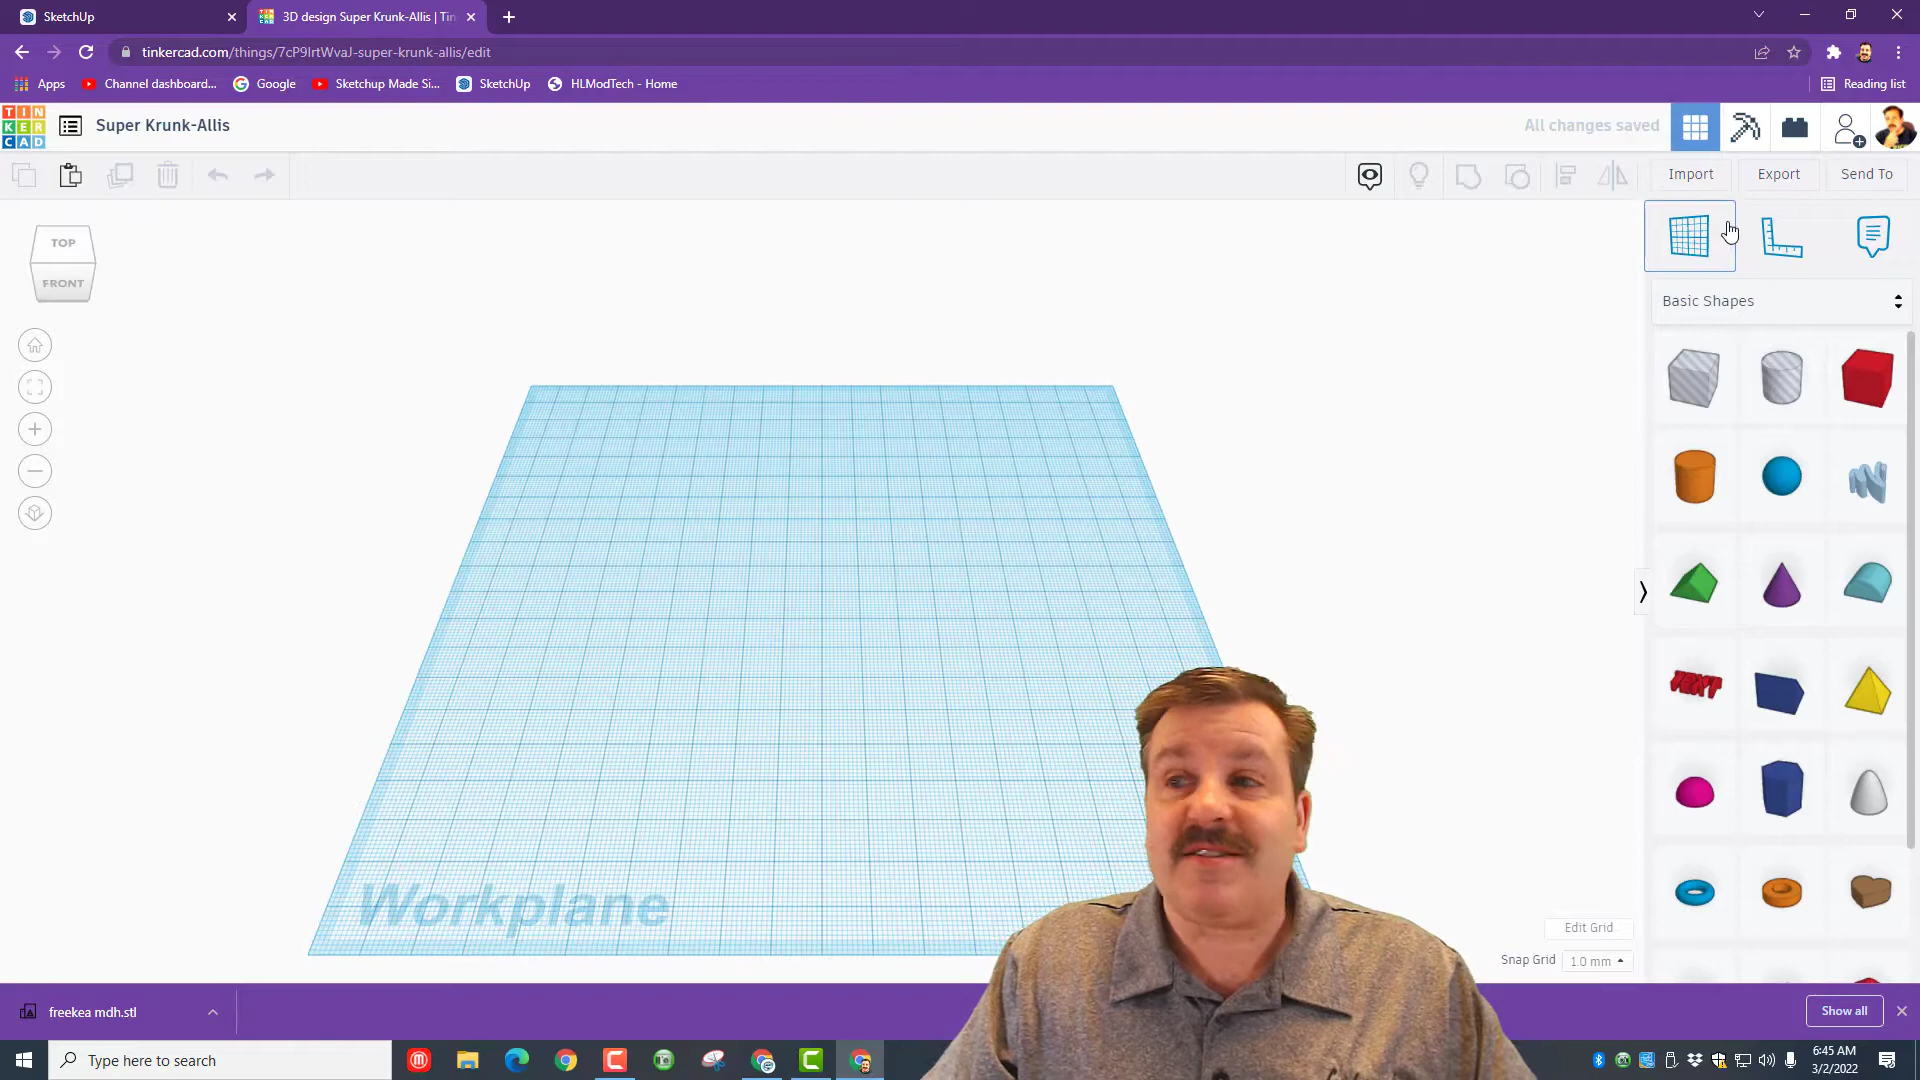 SketchUp
3D design Super Krunk-Allis | Tin
tinkercad.com/things/7cP9lrtWvaJ-super-krunk-allis/edit
Apps
Channel dashboard...
Google
Sketchup Made Si...
SketchUp
HLModTech - Home
Reading list
TIN
KER
CAD
Super Krunk-Allis
All changes saved
Import
Export
Send To
TOP
FRONT
Basic Shapes
TEXT
Workplane
Edit Grid
Snap Grid
1.0 mm
freekea mdh.stl
Show all
Type here to search
6:45 AM
3/2/2022